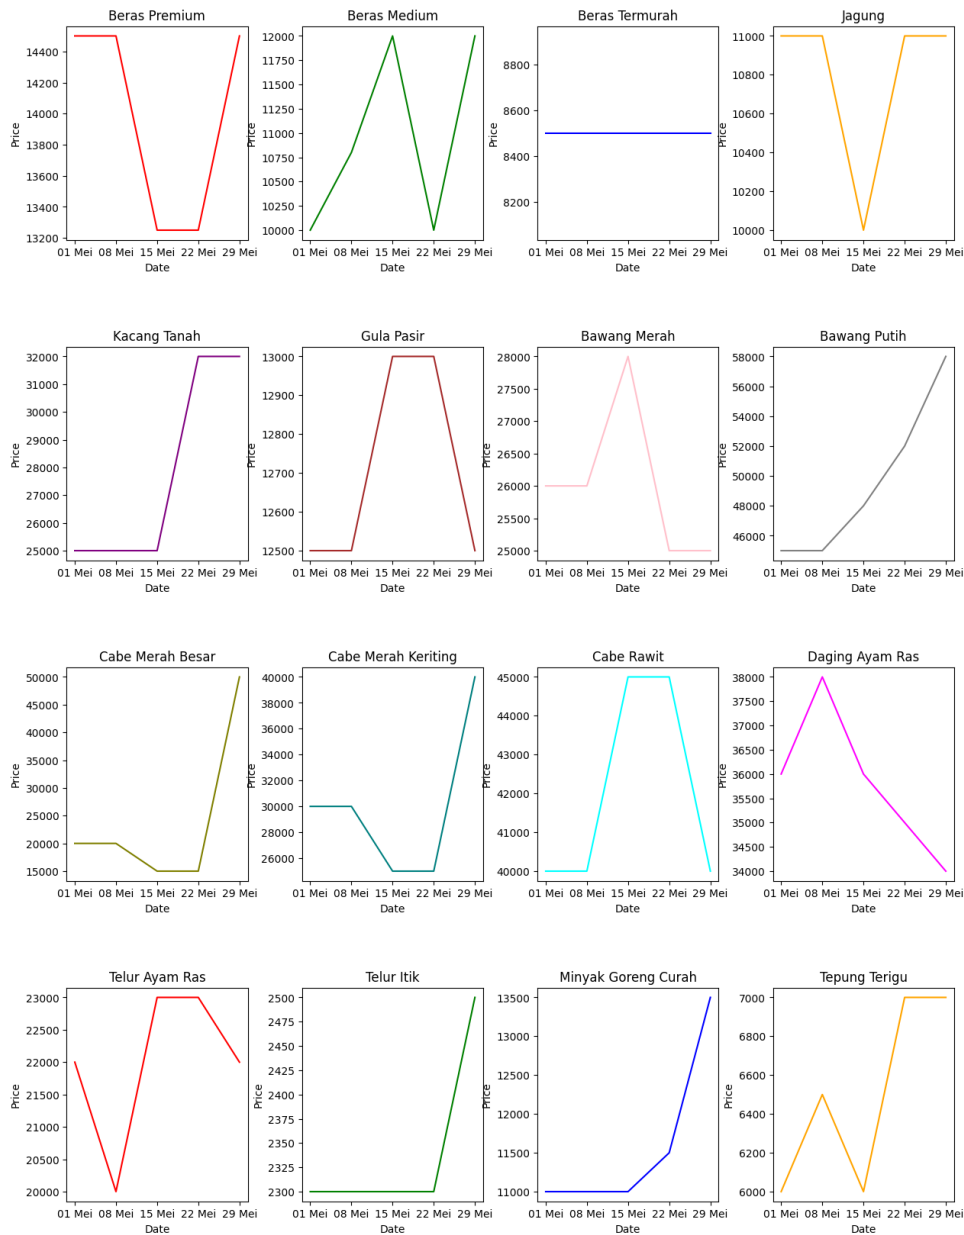 Beras Premium
14400
14200
14000
13800
13600
13400
13200
Price
01 Mei 08 Mei 15 Mei 22 Mei 29 Mei
Date
Beras Medium
12000
11750
11500
11250
11000
10750
10500
10250
10000
Price
01 Mei 08 Mei 15 Mei 22 Mei 29 Mei
Date
Beras Termurah
8800
8600
8400
8200
Price
01 Mei 08 Mei 15 Mei 22 Mei 29 Mei
Date
Jagung
11000
10800
10600
10400
10200
10000
Price
01 Mei 08 Mei 15 Mei 22 Mei 29 Mei
Date
Kacang Tanah
32000
31000
30000
29000
28000
27000
26000
25000
Price
01 Mei 08 Mei 15 Mei 22 Mei 29 Mei
Date
Gula Pasir
13000
12900
12800
12700
12600
12500
Price
01 Mei 08 Mei 15 Mei 22 Mei 29 Mei
Date
Bawang Merah
28000
27500
27000
26500
26000
25500
25000
Price
01 Mei 08 Mei 15 Mei 22 Mei 29 Mei
Date
Bawang Putih
58000
56000
54000
52000
50000
48000
46000
Price
01 Mei 08 Mei 15 Mei 22 Mei 29 Mei
Date
Cabe Merah Besar
50000
45000
40000
35000
30000
25000
20000
15000
Price
01 Mei 08 Mei 15 Mei 22 Mei 29 Mei
Date
Cabe Merah Keriting
40000
38000
36000
34000
32000
30000
28000
26000
Price
01 Mei 08 Mei 15 Mei 22 Mei 29 Mei
Date
Cabe Rawit
45000
44000
43000
42000
41000
40000
Price
01 Mei 08 Mei 15 Mei 22 Mei 29 Mei
Date
Daging Ayam Ras
38000
37500
37000
36500
36000
35500
35000
34500
34000
Price
01 Mei 08 Mei 15 Mei 22 Mei 29 Mei
Date
Telur Ayam Ras
23000
22500
22000
21500
21000
20500
20000
Price
01 Mei 08 Mei 15 Mei 22 Mei 29 Mei
Date
Telur Itik
2500
2475
2450
2425
2400
2375
2350
2325
2300
Price
01 Mei 08 Mei 15 Mei 22 Mei 29 Mei
Date
Minyak Goreng Curah
13500
13000
12500
12000
11500
11000
Price
01 Mei 08 Mei 15 Mei 22 Mei 29 Mei
Date
Tepung Terigu
7000
6800
6600
6400
6200
6000
Price
01 Mei 08 Mei 15 Mei 22 Mei 29 Mei
Date